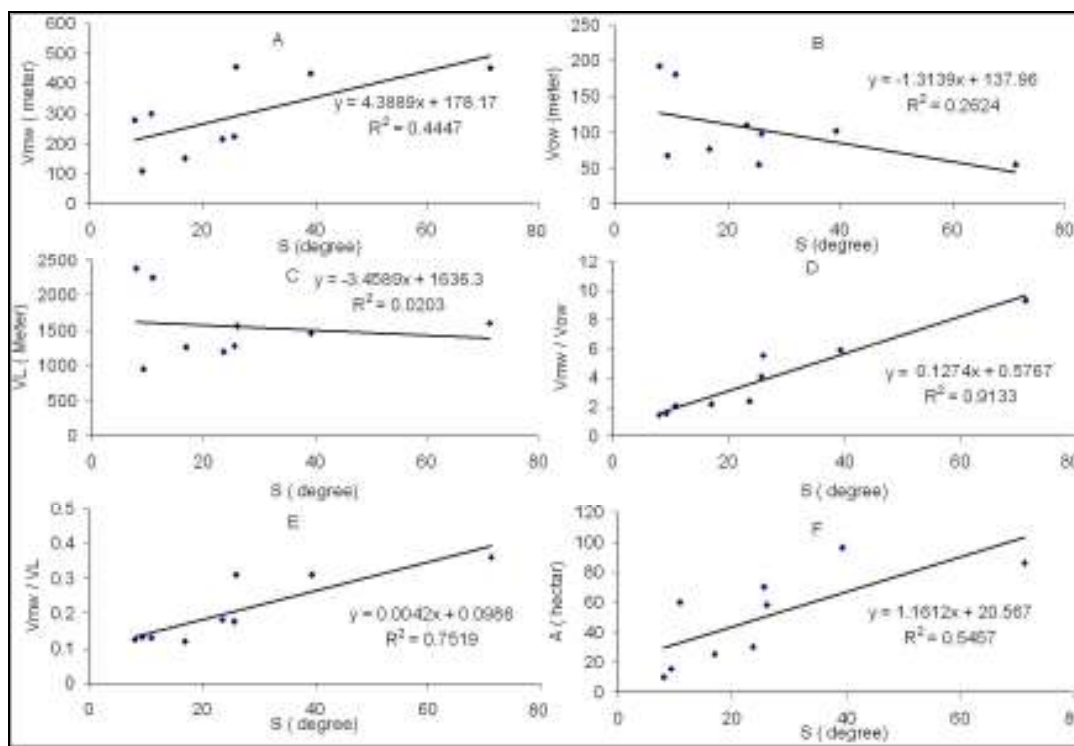 600
500
400
300
200
100
0
Vmw ( meter)
A
y = 4.3889x + 178.17
R² = 0.4447
0 20 40 60 80
S (degree)
250
200
150
100
50
0
Vow (meter)
B
y = -1.3139x + 137.96
R² = 0.2624
0 20 40 60 80
S (degree)
2500
2000
1500
1000
500
0
VL ( Meter)
C
y = -3.4589x + 1636.3
R² = 0.0203
0 20 40 60 80
S ( degree)
12
10
8
6
4
2
0
Vmw / Vow
D
y = 0.1274x + 0.5767
R² = 0.9133
0 20 40 60 80
S ( degree)
0.5
0.4
0.3
0.2
0.1
0
Vmw / VL
E
y = 0.0042x + 0.0986
R² = 0.7519
0 20 40 60 80
S ( degree)
120
100
80
60
40
20
0
A ( hectar)
F
y = 1.1612x + 20.567
R² = 0.5457
0 20 40 60 80
S ( degree)